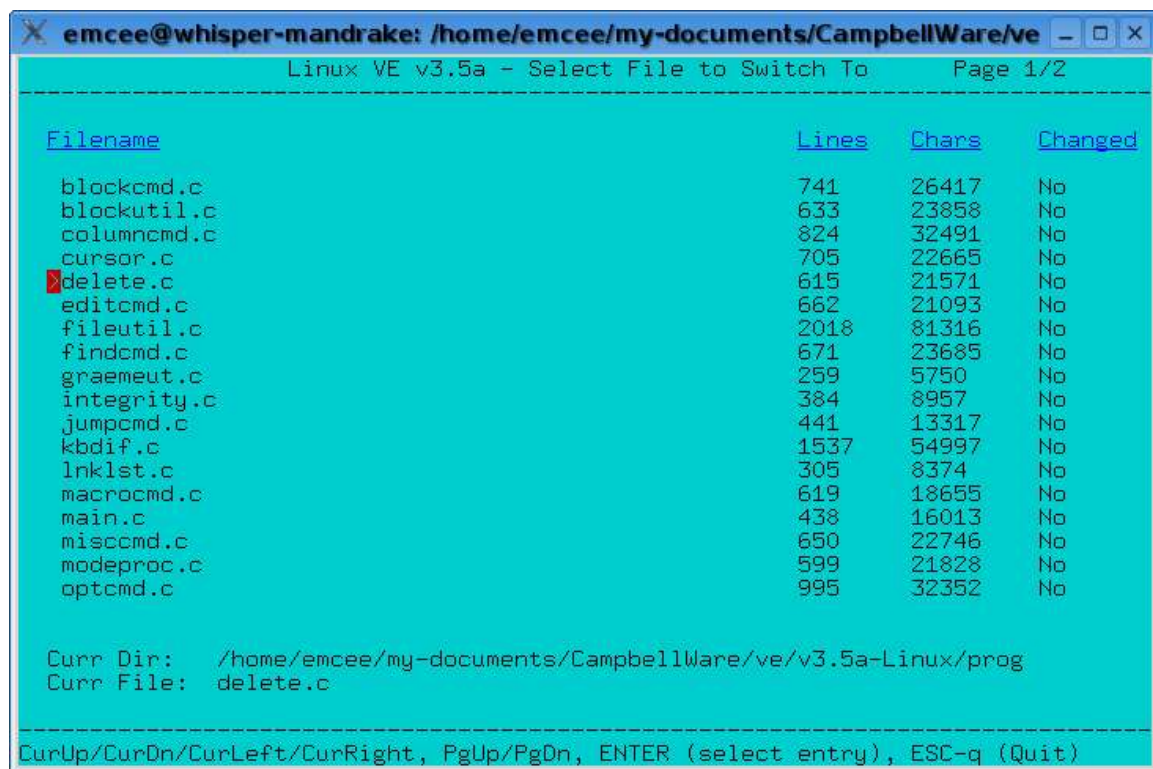 emcee@whisper-mandrake: /home/emcee/my-documents/CampbellWare/ve
Linux VE v3.5a - Select File to Switch To Page 1/2
Filename Lines Chars Changed
blockcmd.c 741 26417 No
blockutil.c 633 23858 No
columncmd.c 824 32491 No
cursor.c 705 22665 No
>delete.c 615 21571 No
editcmd.c 662 21093 No
fileutil.c 2018 81316 No
findcmd.c 671 23685 No
graemeut.c 259 5750 No
integrity.c 384 8957 No
jumpcmd.c 441 13317 No
kbdif.c 1537 54997 No
lnklst.c 305 8374 No
macrocmd.c 619 18655 No
main.c 438 16013 No
misccmd.c 650 22746 No
modeproc.c 599 21828 No
optcmd.c 995 32352 No
Curr Dir: /home/emcee/my-documents/CampbellWare/ve/v3.5a-Linux/prog
Curr File: delete.c
CurUp/CurDn/CurLeft/CurRight, PgUp/PgDn, ENTER (select entry), ESC-q (Quit)